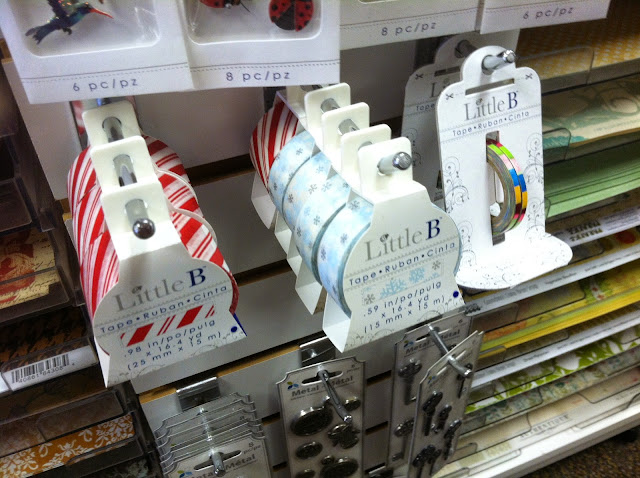 6 pc/pz
8 pc/pz
8 pc/pz
6 pc/pz
Little B
Tape•Ruban•Cinta
.98 in/po/pulg
x 16.4 yd
(25 mm x 15 m)
Little B
Tape•Ruban•Cinta
.59 in/po/pulg
x 16.4 yd
(15 mm x 15 m)
Little B
Tape•Ruban•Cinta
Metal
Metal